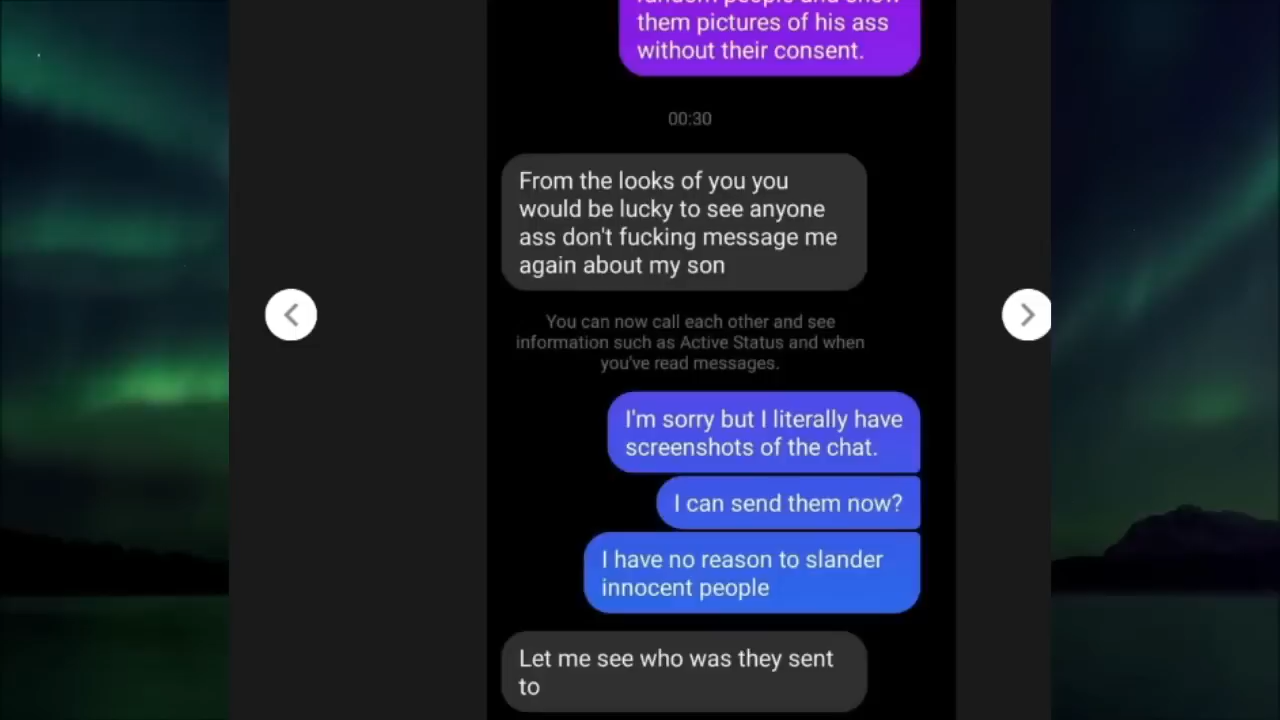 random people and show
them pictures of his ass
without their consent.
00:30
From the looks of you you
would be lucky to see anyone
ass don't fucking message me
again about my son
You can now call each other and see
information such as Active Status and when
you've read messages.
I'm sorry but I literally have
screenshots of the chat.
I can send them now?
I have no reason to slander
innocent people
Let me see who was they sent
to